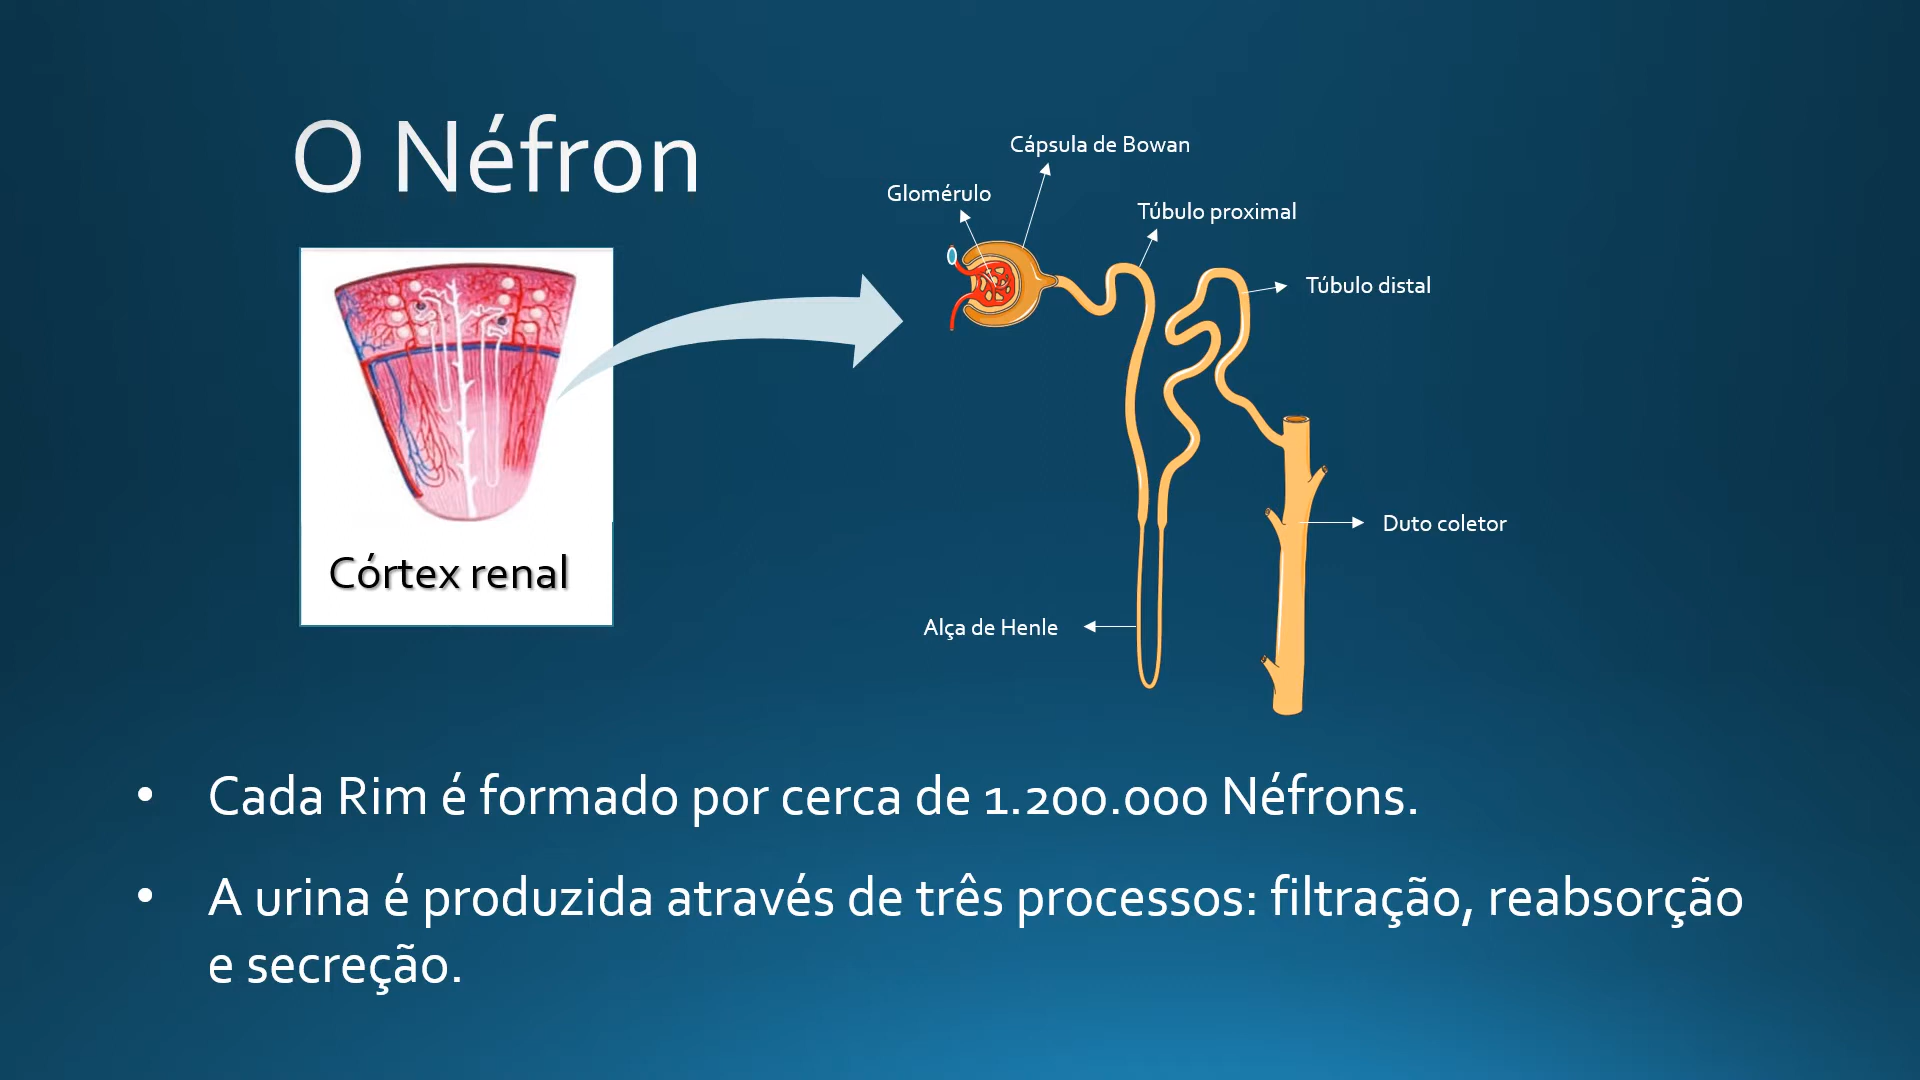 O Néfron
Cápsula de Bowan
Glomérulo
Túbulo proximal
Túbulo distal
Duto coletor
Alça de Henle
Córtex renal
• Cada Rim é formado por cerca de 1.200.000 Néfrons.
• A urina é produzida através de três processos: filtração, reabsorção
e secreção.